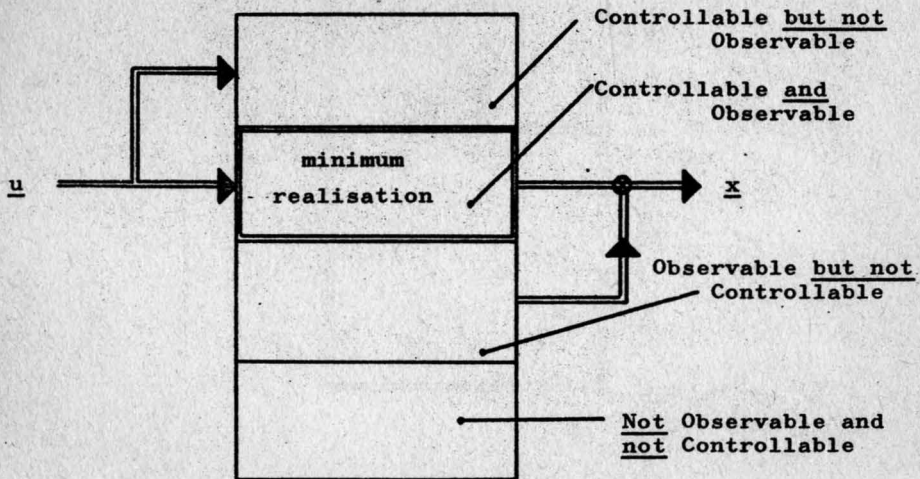 Controllable but not
Observable
Controllable and
Observable
minimum
realisation
u
x
Observable but not
Controllable
Not Observable and
not Controllable